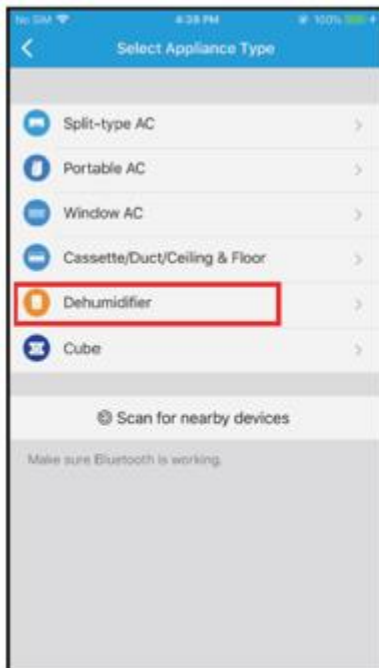 No SIM 4:38 PM 100%
Select Appliance Type
Split-type AC
Portable AC
Window AC
Cassette/Duct/Ceiling & Floor
Dehumidifier
Cube
Scan for nearby devices
Make sure Bluetooth is working.